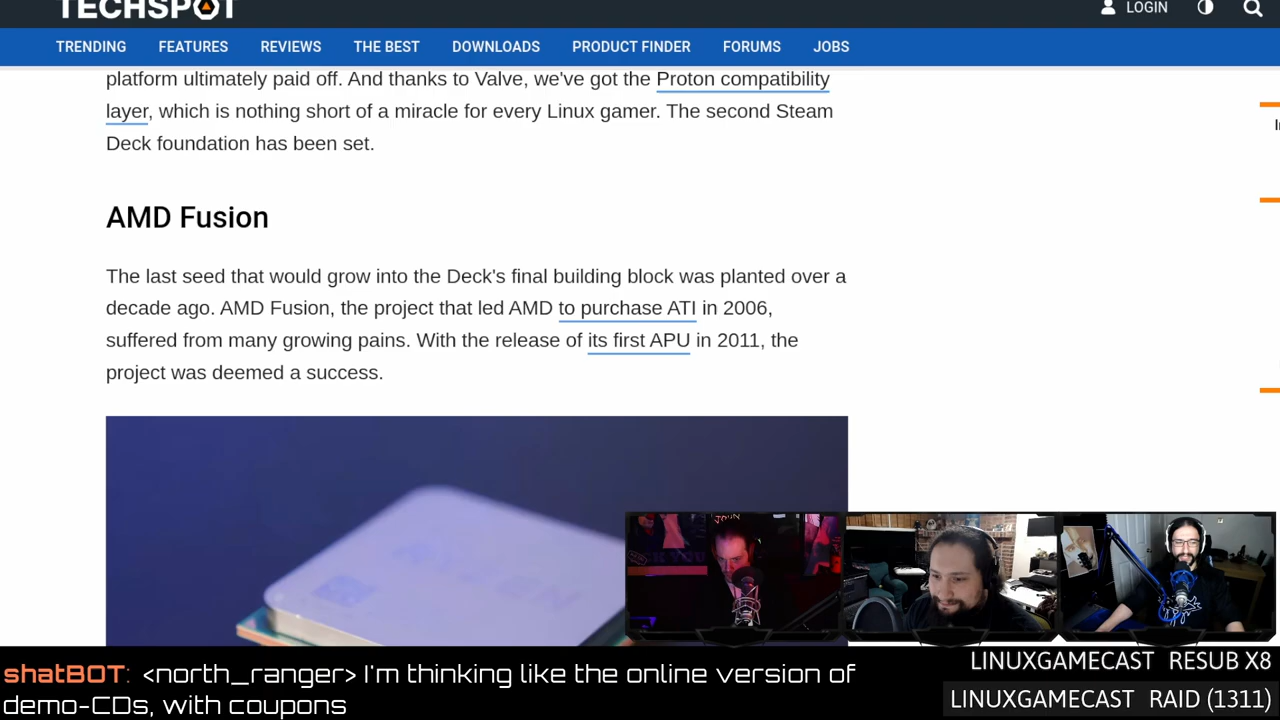 TECHSPOT
LOGIN
TRENDING FEATURES REVIEWS THE BEST DOWNLOADS PRODUCT FINDER FORUMS JOBS
platform ultimately paid off. And thanks to Valve, we've got the Proton compatibility
layer, which is nothing short of a miracle for every Linux gamer. The second Steam
Deck foundation has been set.
AMD Fusion
The last seed that would grow into the Deck's final building block was planted over a
decade ago. AMD Fusion, the project that led AMD to purchase ATI in 2006,
suffered from many growing pains. With the release of its first APU in 2011, the
project was deemed a success.
shatBOT: <north_ranger> I'm thinking like the online version of
demo-CDs, with coupons
LINUXGAMECAST RESUB X8
LINUXGAMECAST RAID (1311)